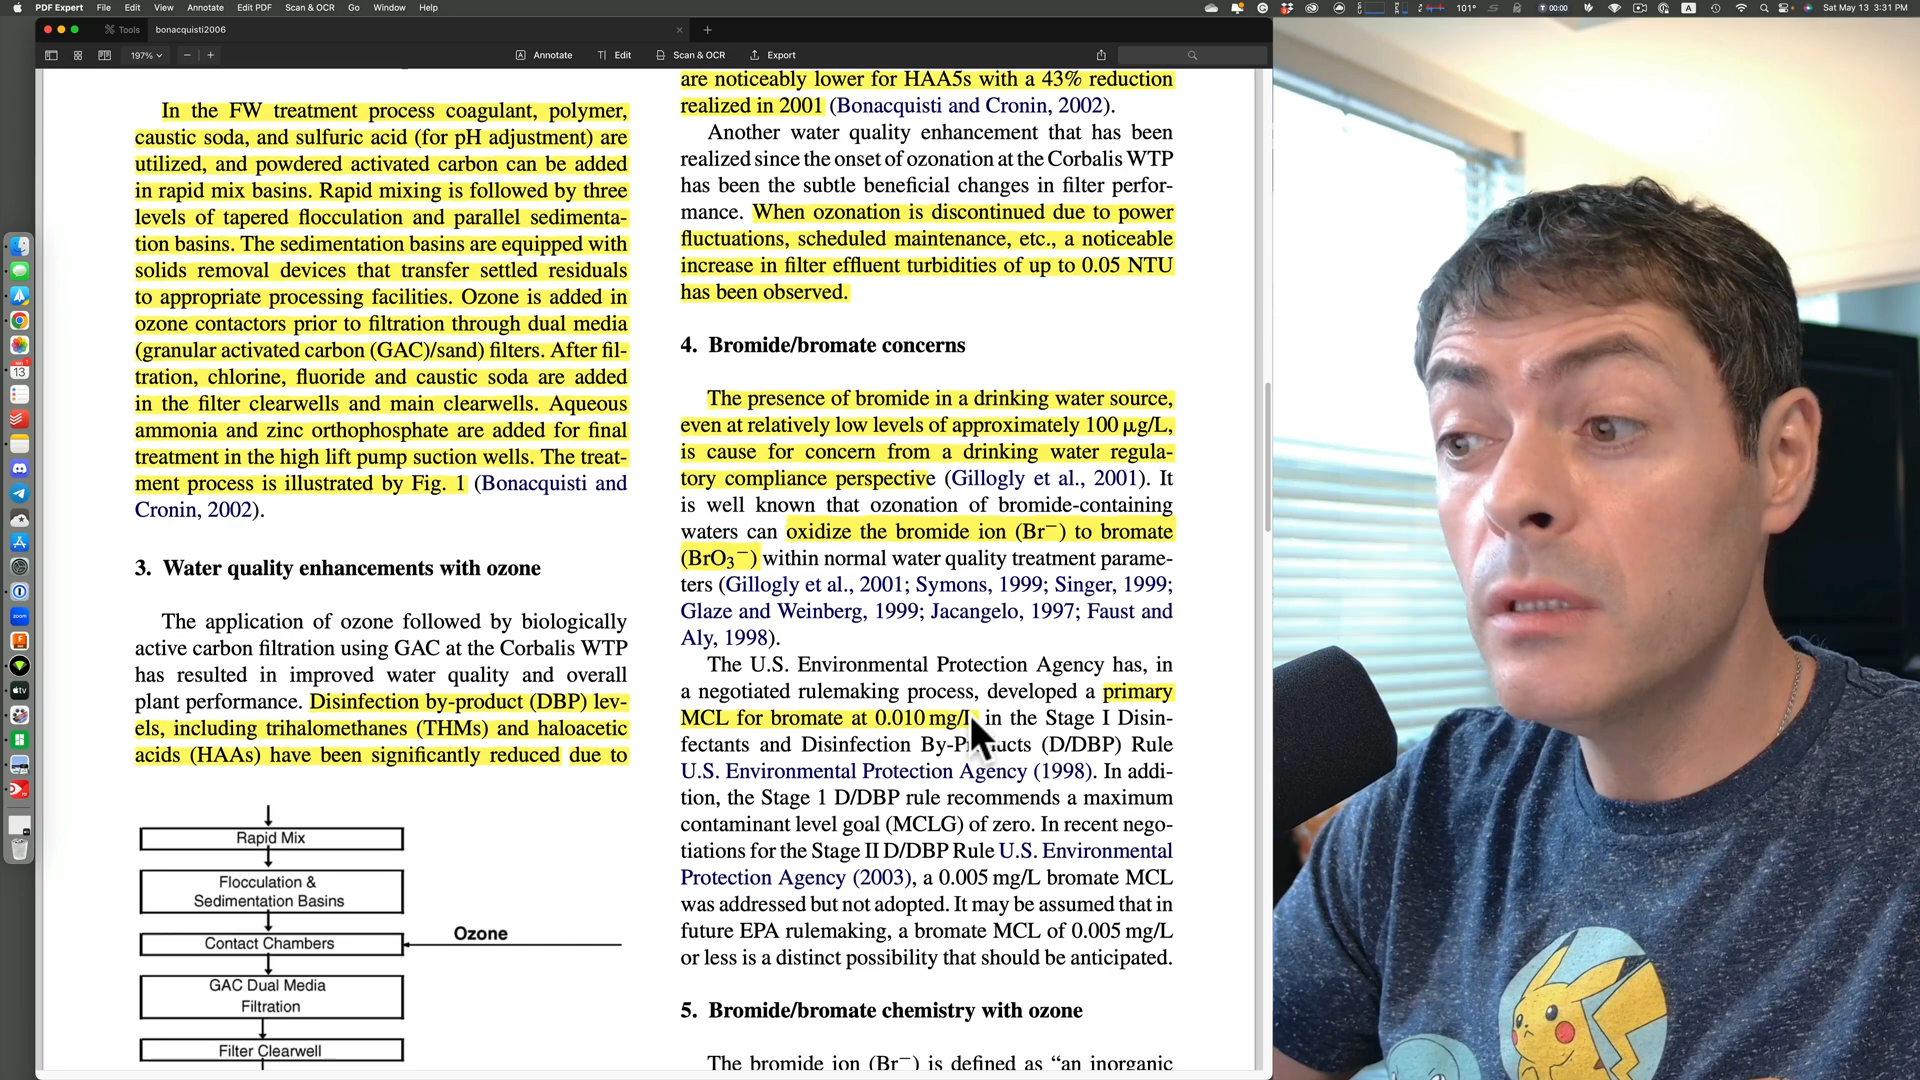 PDF Expert File Edit View Annotate Edit PDF Scan & OCR Go Window Help
101° 00:00 A Sat May 13 3:31 PM
Tools bonacquisti2006
197% Annotate Edit Scan & OCR Export
In the FW treatment process coagulant, polymer,
caustic soda, and sulfuric acid (for pH adjustment) are
utilized, and powdered activated carbon can be added
in rapid mix basins. Rapid mixing is followed by three
levels of tapered flocculation and parallel sedimenta-
tion basins. The sedimentation basins are equipped with
solids removal devices that transfer settled residuals
to appropriate processing facilities. Ozone is added in
ozone contactors prior to filtration through dual media
(granular activated carbon (GAC)/sand) filters. After fil-
tration, chlorine, fluoride and caustic soda are added
in the filter clearwells and main clearwells. Aqueous
ammonia and zinc orthophosphate are added for final
treatment in the high lift pump suction wells. The treat-
ment process is illustrated by Fig. 1 (Bonacquisti and
Cronin, 2002).
3. Water quality enhancements with ozone
The application of ozone followed by biologically
active carbon filtration using GAC at the Corbalis WTP
has resulted in improved water quality and overall
plant performance. Disinfection by-product (DBP) lev-
els, including trihalomethanes (THMs) and haloacetic
acids (HAAs) have been significantly reduced due to
Rapid Mix
Flocculation &
Sedimentation Basins
Contact Chambers
Ozone
GAC Dual Media
Filtration
Filter Clearwell
are noticeably lower for HAA5s with a 43% reduction
realized in 2001 (Bonacquisti and Cronin, 2002).
Another water quality enhancement that has been
realized since the onset of ozonation at the Corbalis WTP
has been the subtle beneficial changes in filter perfor-
mance. When ozonation is discontinued due to power
fluctuations, scheduled maintenance, etc., a noticeable
increase in filter effluent turbidities of up to 0.05 NTU
has been observed.
4. Bromide/bromate concerns
The presence of bromide in a drinking water source,
even at relatively low levels of approximately 100 μg/L,
is cause for concern from a drinking water regula-
tory compliance perspective (Gillogly et al., 2001). It
is well known that ozonation of bromide-containing
waters can oxidize the bromide ion (Br⁻) to bromate
(BrO₃⁻) within normal water quality treatment parame-
ters (Gillogly et al., 2001; Symons, 1999; Singer, 1999;
Glaze and Weinberg, 1999; Jacangelo, 1997; Faust and
Aly, 1998).
The U.S. Environmental Protection Agency has, in
a negotiated rulemaking process, developed a primary
MCL for bromate at 0.010 mg/L in the Stage I Disin-
fectants and Disinfection By-Products (D/DBP) Rule
U.S. Environmental Protection Agency (1998). In addi-
tion, the Stage 1 D/DBP rule recommends a maximum
contaminant level goal (MCLG) of zero. In recent nego-
tiations for the Stage II D/DBP Rule U.S. Environmental
Protection Agency (2003), a 0.005 mg/L bromate MCL
was addressed but not adopted. It may be assumed that in
future EPA rulemaking, a bromate MCL of 0.005 mg/L
or less is a distinct possibility that should be anticipated.
5. Bromide/bromate chemistry with ozone
The bromide ion (Br⁻) is defined as “an inorganic